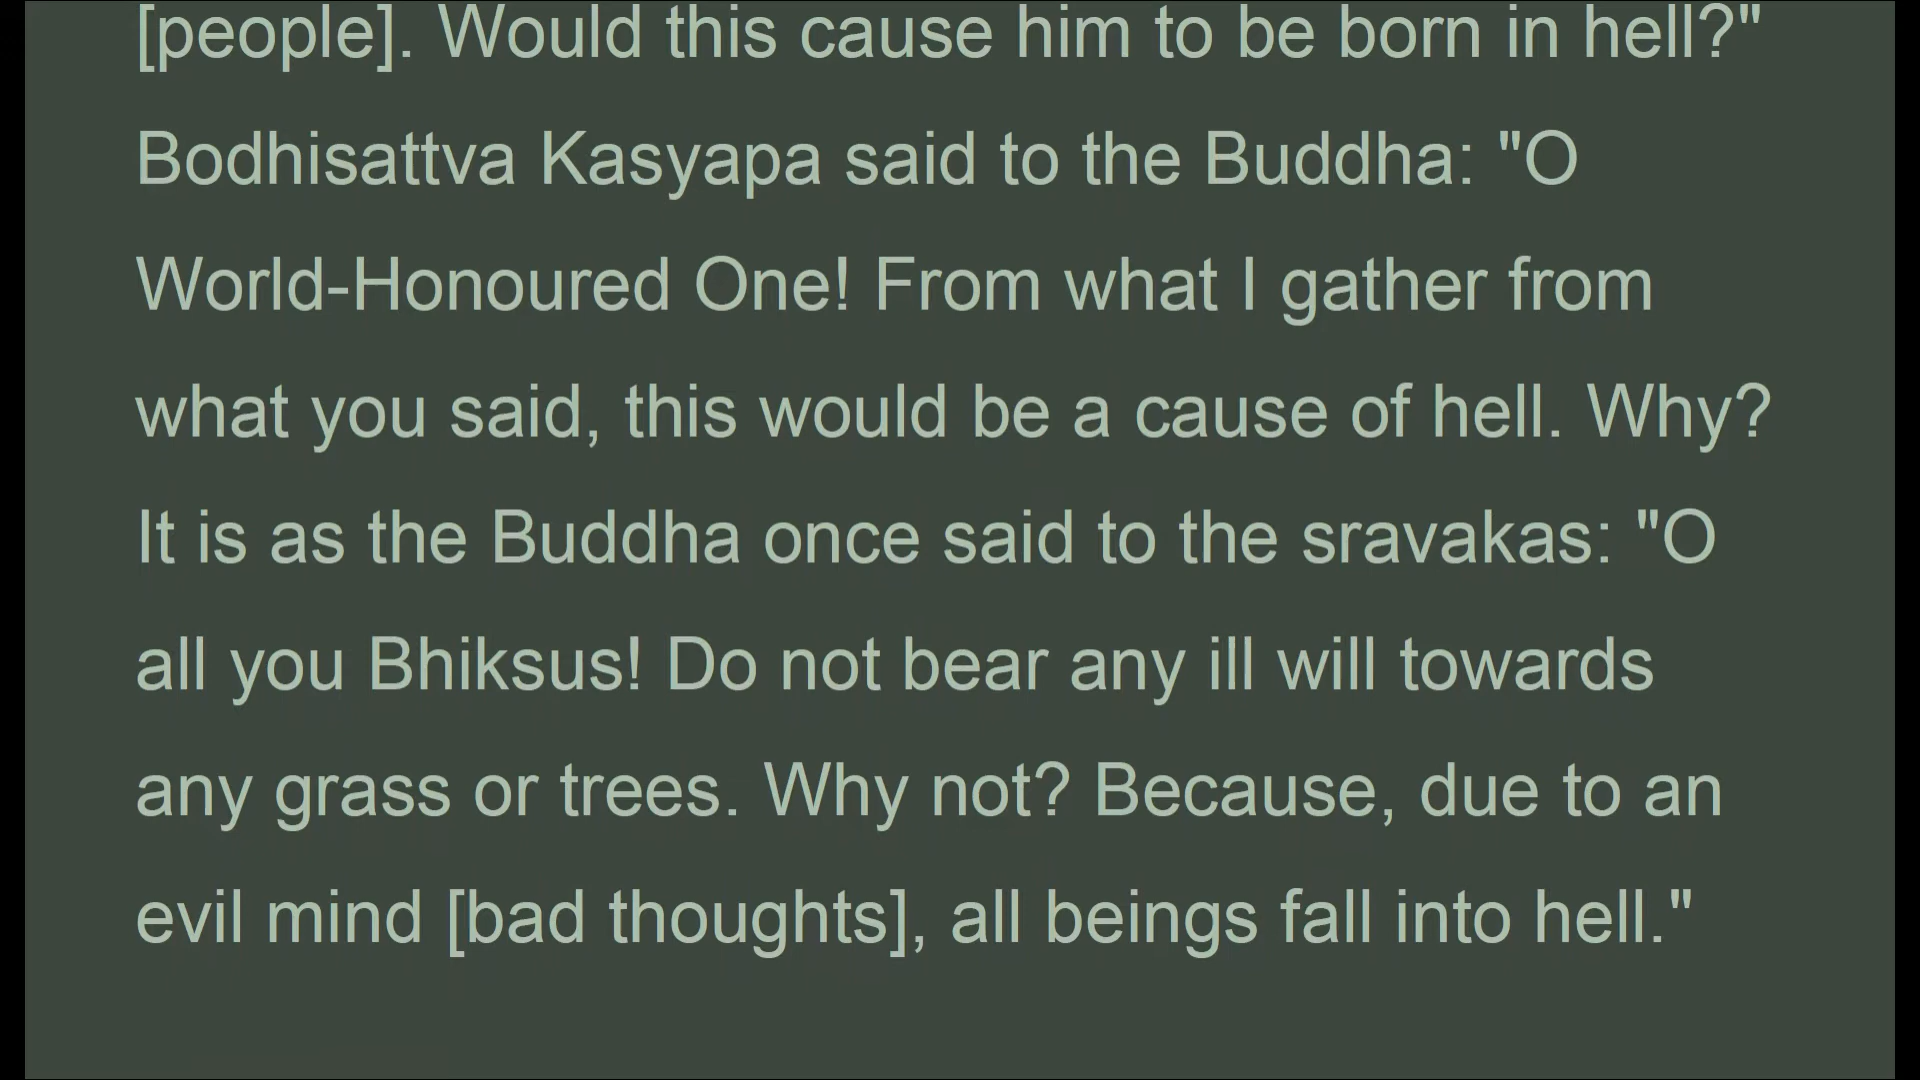 [people]. Would this cause him to be born in hell?"
Bodhisattva Kasyapa said to the Buddha: "O
World-Honoured One! From what I gather from
what you said, this would be a cause of hell. Why?
It is as the Buddha once said to the sravakas: "O
all you Bhiksus! Do not bear any ill will towards
any grass or trees. Why not? Because, due to an
evil mind [bad thoughts], all beings fall into hell."